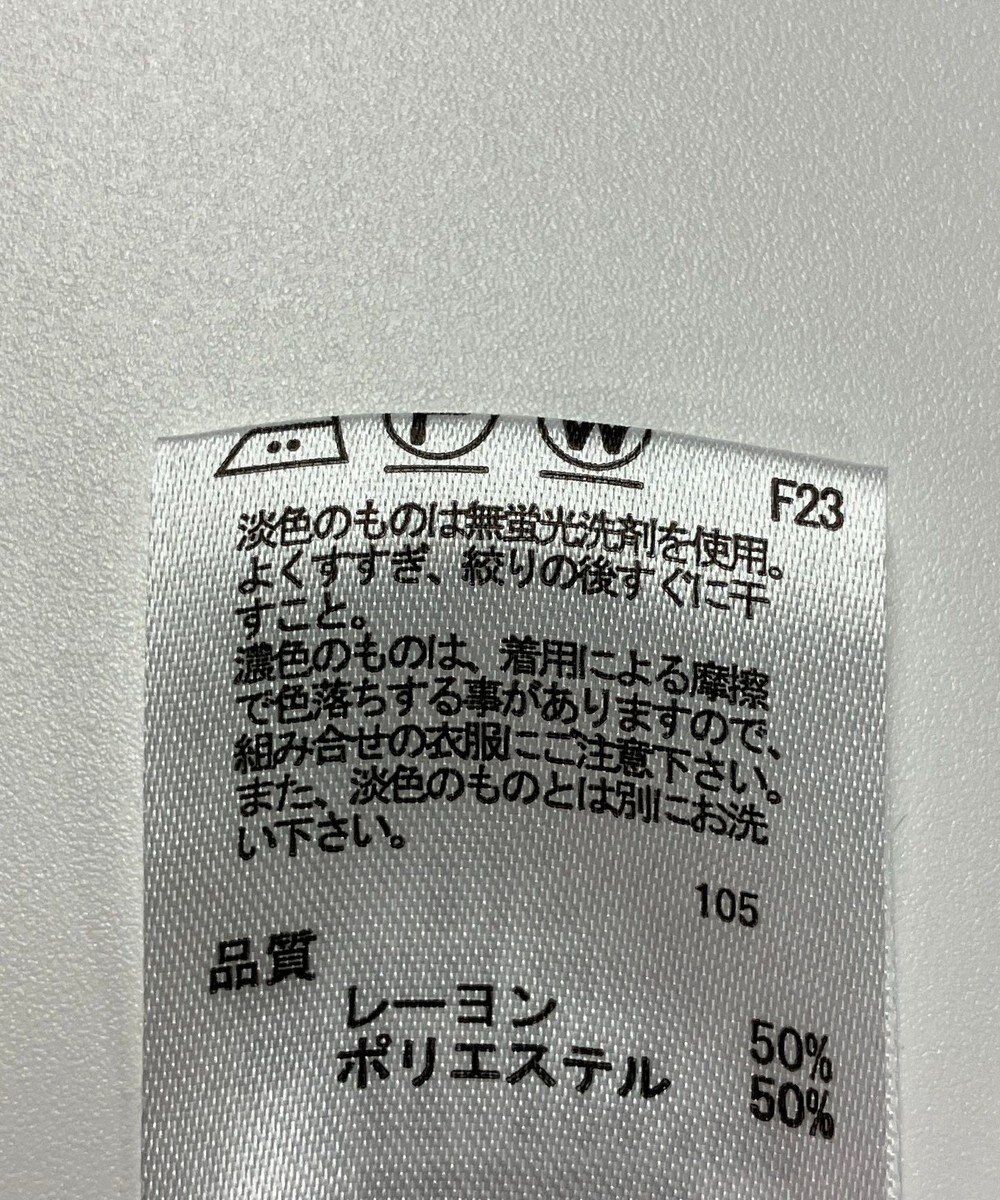 P W
F23
淡色のものは無蛍光洗剤を使用。
よくすすぎ、絞りの後すぐに干
すこと。
濃色のものは、着用による摩擦
で色落ちする事がありますので、
組み合せの衣服にご注意下さい。
また、淡色のものとは別にお洗
い下さい。
105
品質
レーヨン 50%
ポリエステル 50%